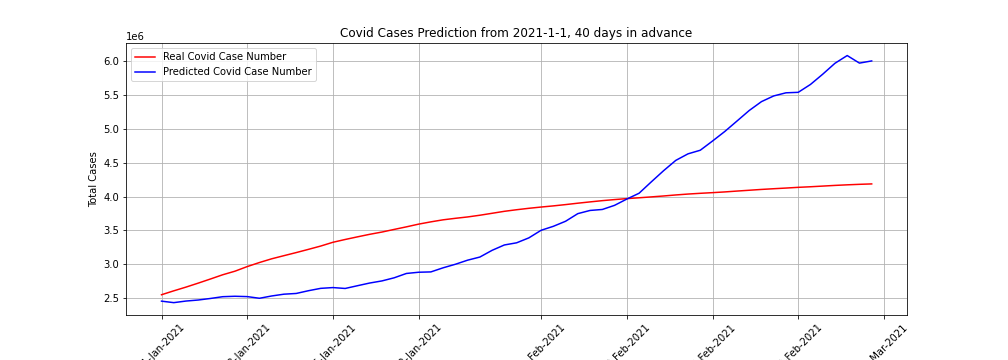 Covid Cases Prediction from 2021-1-1, 40 days in advance
1e6
Real Covid Case Number
Predicted Covid Case Number
6.0
5.5
5.0
4.5
4.0
3.5
3.0
2.5
Total Cases
-Jan-2021
-Jan-2021
-Jan-2021
-Jan-2021
Feb-2021
-Feb-2021
-Feb-2021
-Feb-2021
Mar-2021